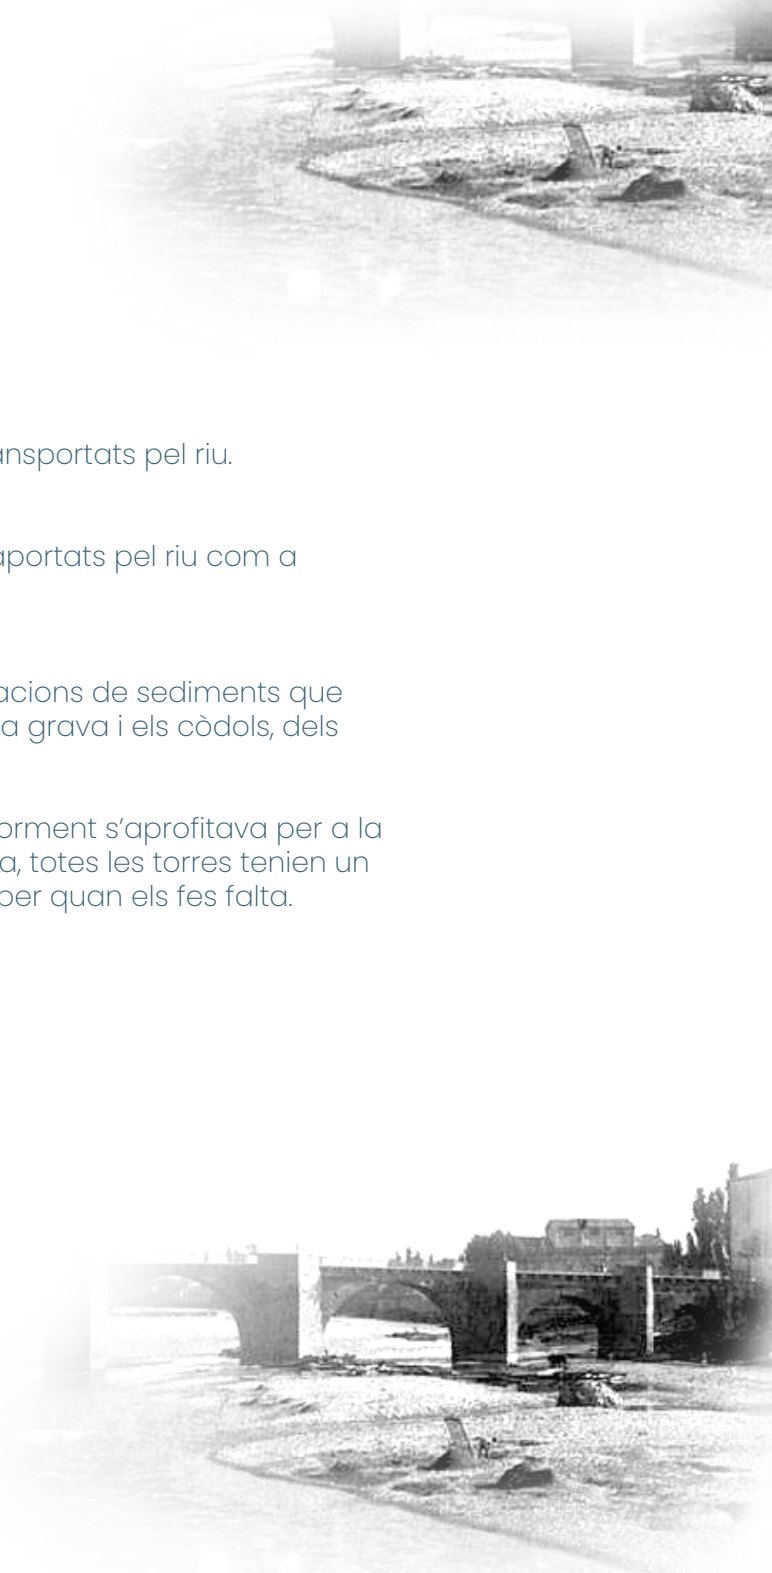 ansportats pel riu.
aportats pel riu com a
acions de sediments que
a grava i els còdols, dels
orment s’aprofitava per a la
a, totes les torres tenien un
per quan els fes falta.